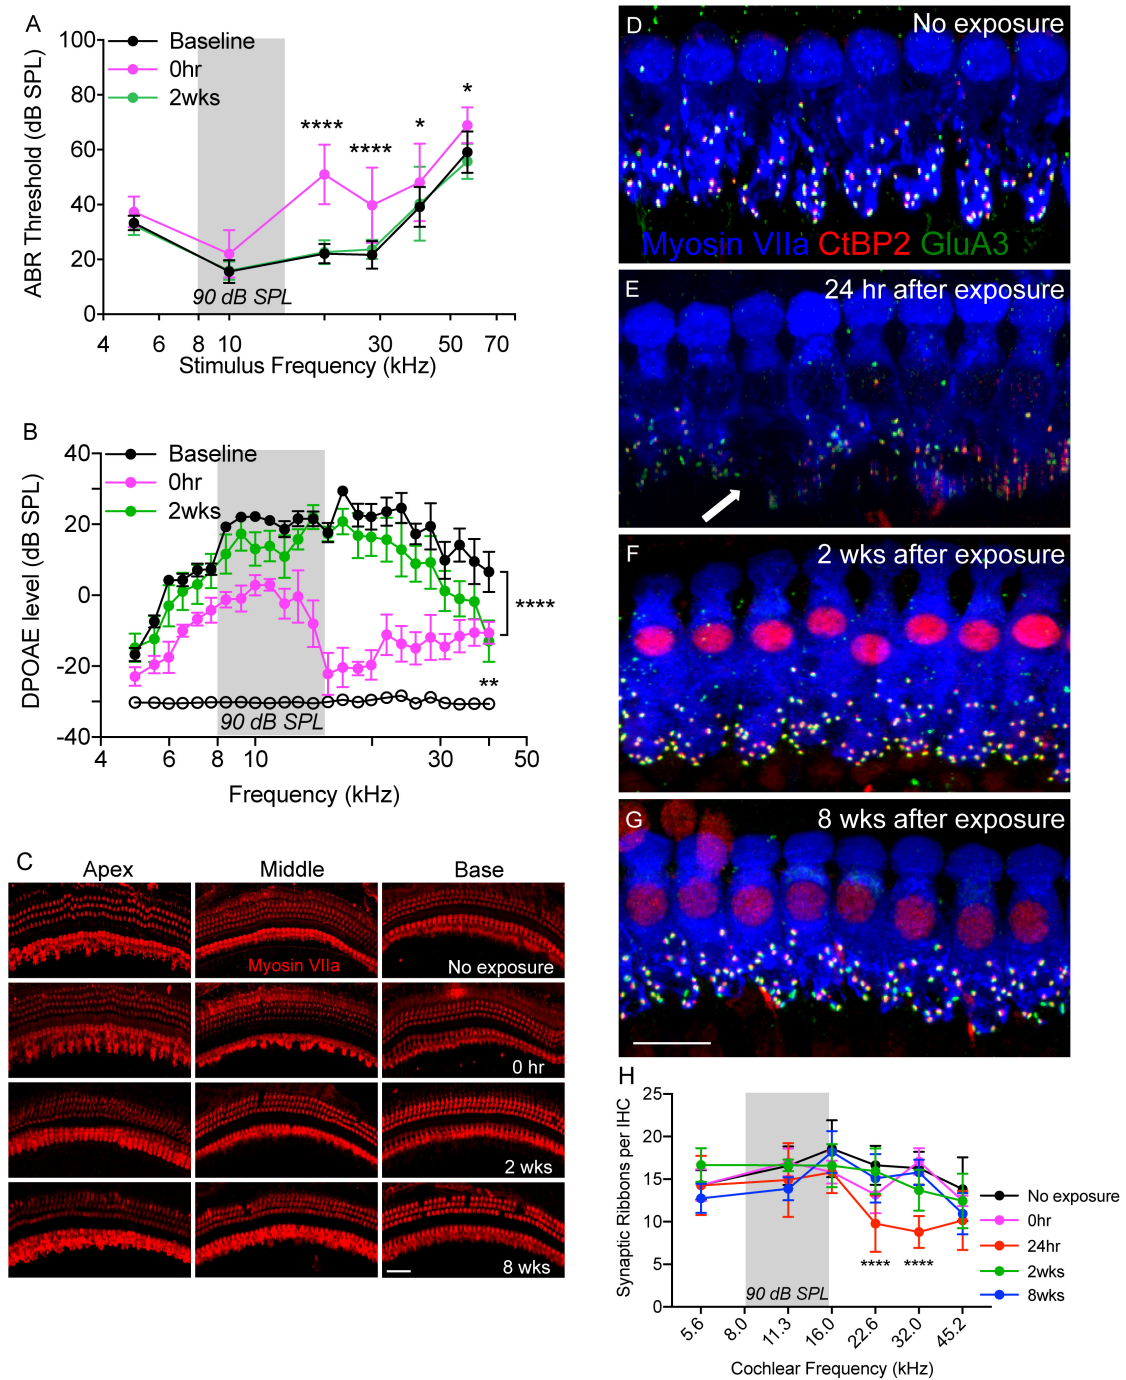 A
ABR Threshold (dB SPL)
100
80
60
40
20
0
Baseline
0hr
2wks
****
****
*
*
90 dB SPL
4 6 8 10 30 50 70
Stimulus Frequency (kHz)
B
DPOAE level (dB SPL)
40
20
0
-20
-40
Baseline
0hr
2wks
****
**
90 dB SPL
4 6 8 10 30 50
Frequency (kHz)
C
Apex Middle Base
Myosin VIIa
No exposure
0 hr
2 wks
8 wks
D
No exposure
Myosin VIIa CtBP2 GluA3
E
24 hr after exposure
F
2 wks after exposure
G
8 wks after exposure
H
Synaptic Ribbons per IHC
25
20
15
10
5
0
90 dB SPL
**** ****
5.6 8.0 11.3 16.0 22.6 32.0 45.2
Cochlear Frequency (kHz)
No exposure
0hr
24hr
2wks
8wks